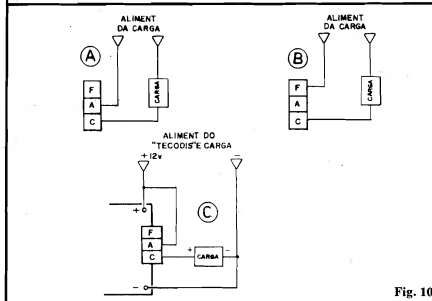 ALIMENT
DA CARGA
A
F
A
C
CARGA
ALIMENT
DA CARGA
B
F
A
C
CARGA
ALIMENT DO
"TECODIS" E CARGA
+12v
-
+
C
F
A
C
+
CARGA
-
-
Fig. 10